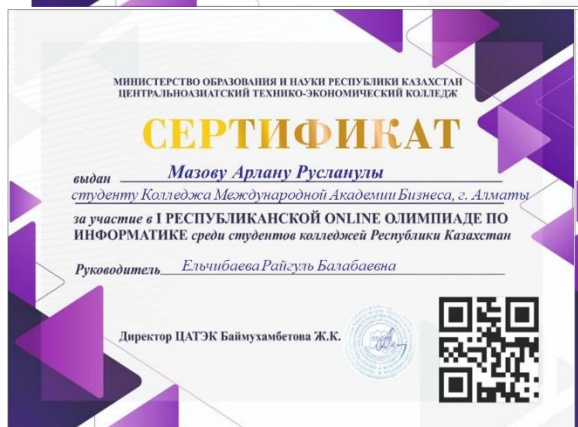 МИНИСТЕРСТВО ОБРАЗОВАНИЯ И НАУКИ РЕСПУБЛИКИ КАЗАХСТАН
ЦЕНТРАЛЬНОАЗИАТСКИЙ ТЕХНИКО-ЭКОНОМИЧЕСКИЙ КОЛЛЕДЖ
СЕРТИФИКАТ
выдан Мазову Арлану Русланулы
студенту Колледжа Международной Академии Бизнеса, г. Алматы
за участие в I РЕСПУБЛИКАНСКОЙ ONLINE ОЛИМПИАДЕ ПО
ИНФОРМАТИКЕ среди студентов колледжей Республики Казахстан
Руководитель Ельчибаева Райгуль Балабаевна
Директор ЦАТЭК Баймухамбетова Ж.К.